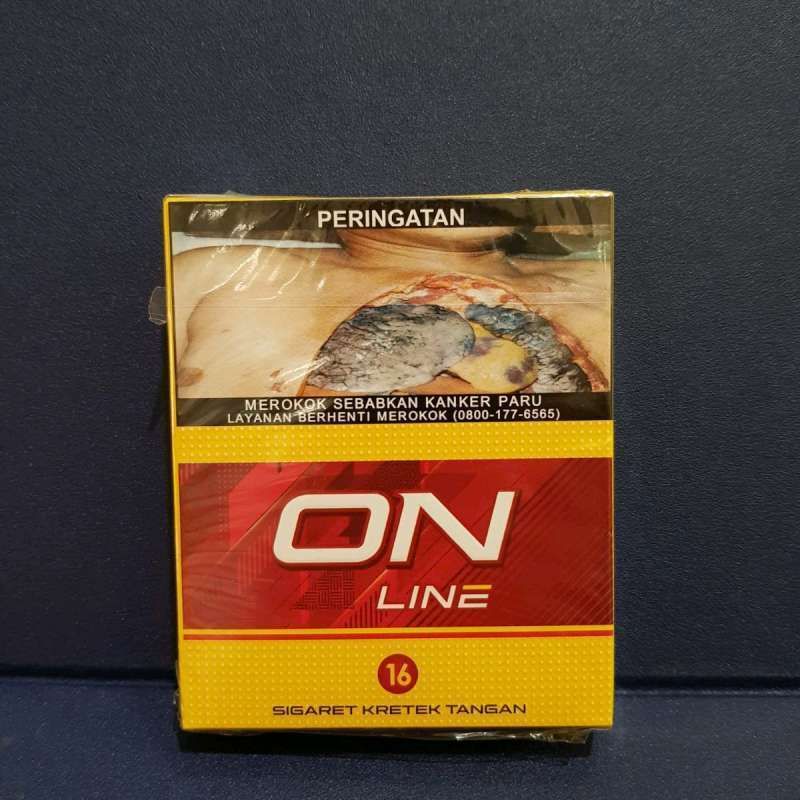 PERINGATAN
MEROKOK SEBABKAN KANKER PARU
LAYANAN BERHENTI MEROKOK (0800-177-6565)
ON
LINE
16
SIGARET KRETEK TANGAN